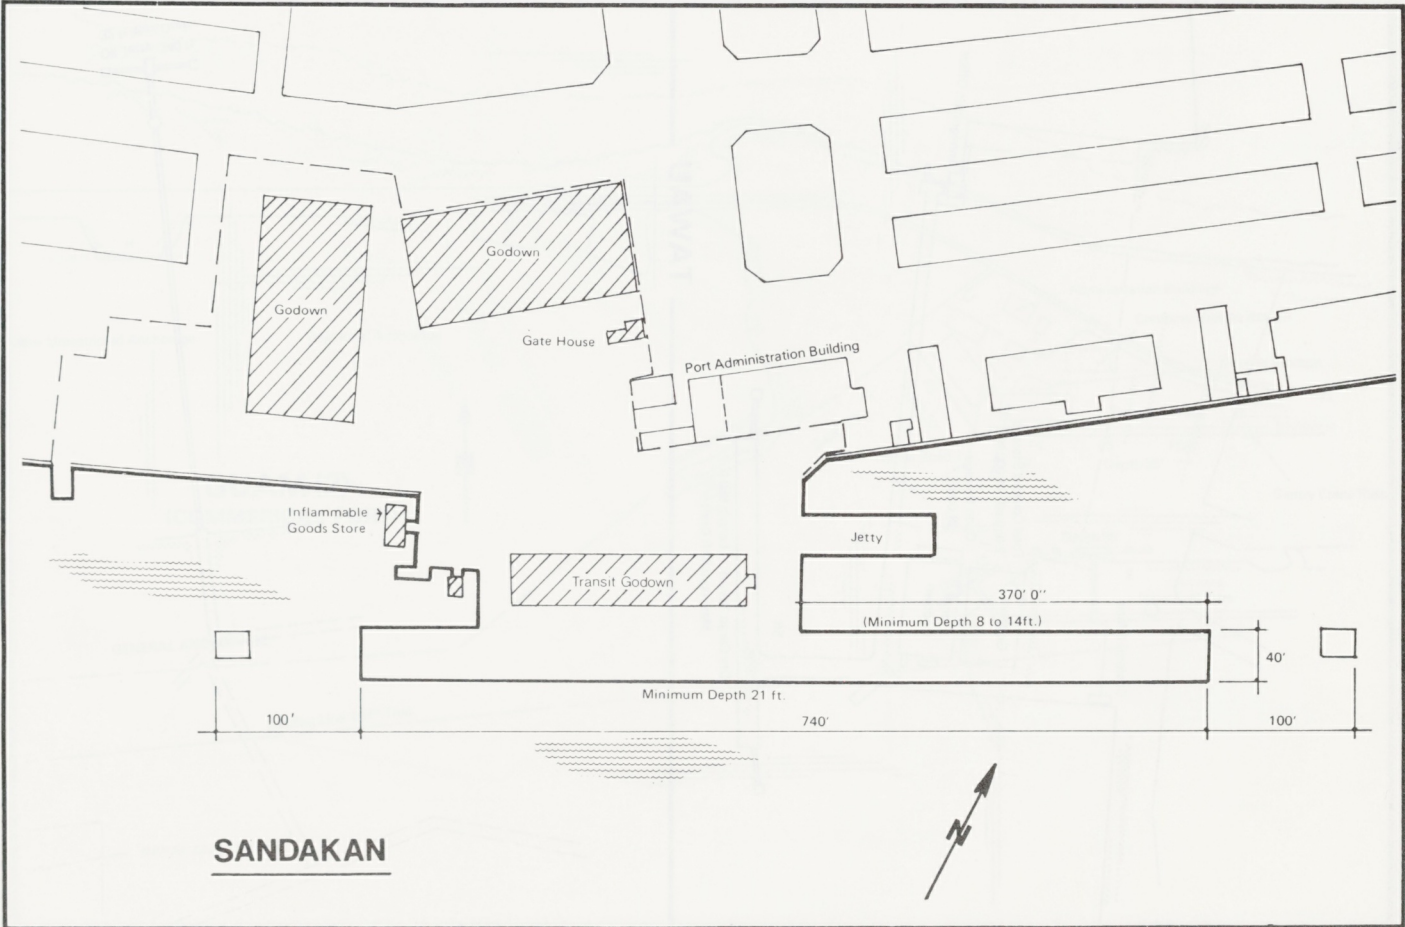 Godown
Godown
Gate House
Port Administration Building
Inflammable
Goods Store
Jetty
Transit Godown
370' 0''
(Minimum Depth 8 to 14ft.)
40'
Minimum Depth 21 ft.
100'
740'
100'
N
SANDAKAN